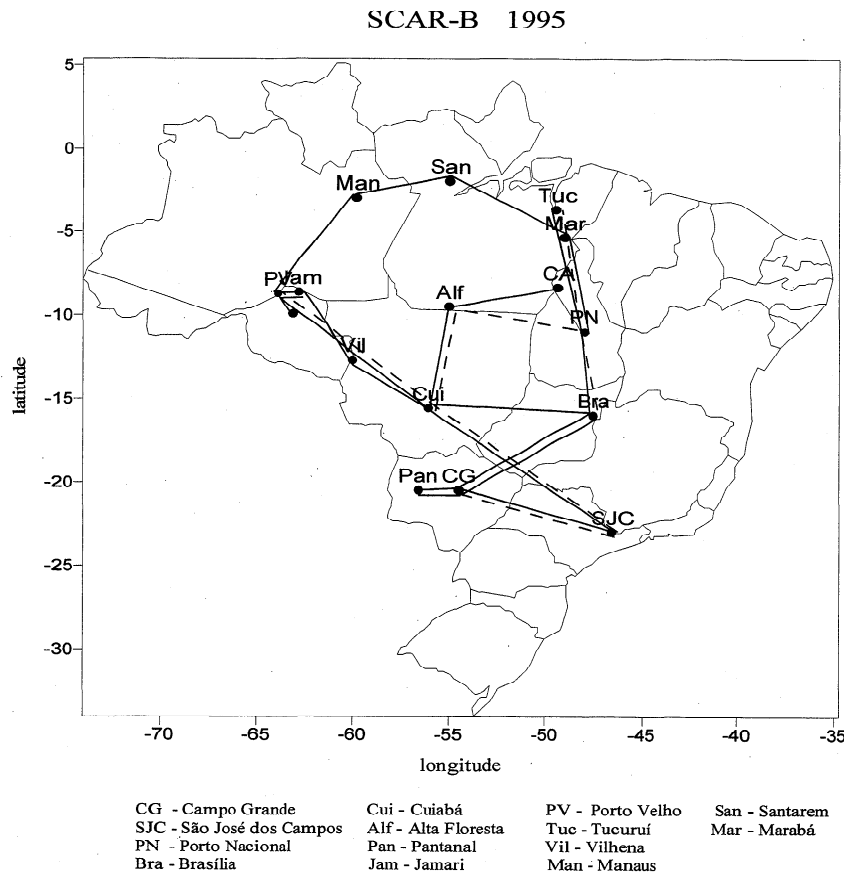 SCAR-B 1995
5
0
-5
-10
-15
-20
-25
-30
latitude
San
Man
Tuc
Mar
CA
PVam
Alf
PN
Vil
Cui
Bra
Pan CG
SJC
-70 -65 -60 -55 -50 -45 -40 -35
longitude
CG - Campo Grande Cui - Cuiabá PV - Porto Velho San - Santarem
SJC - São José dos Campos Alf - Alta Floresta Tuc - Tucuruí Mar - Marabá
PN - Porto Nacional Pan - Pantanal Vil - Vilhena
Bra - Brasília Jam - Jamari Man - Manaus